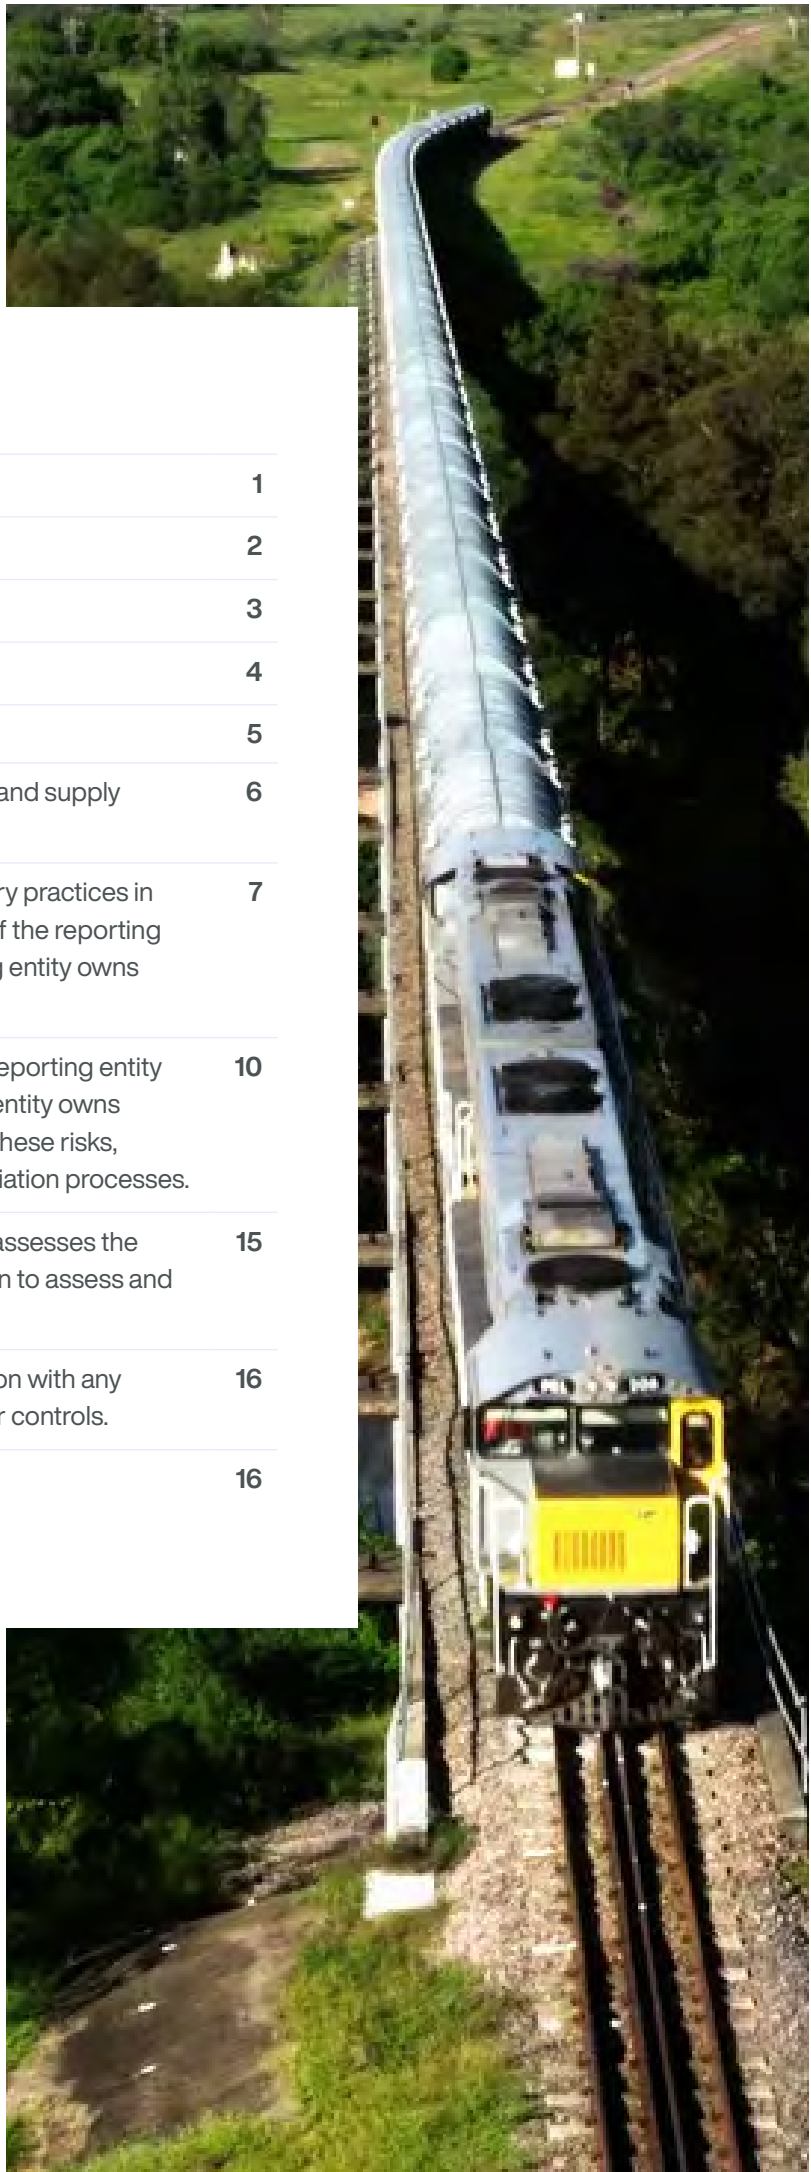 1
2
3
4
5
and supply 6
ry practices in 7
f the reporting
g entity owns
eporting entity 10
entity owns
hese risks,
iation processes.
assesses the 15
n to assess and
on with any 16
r controls.
16